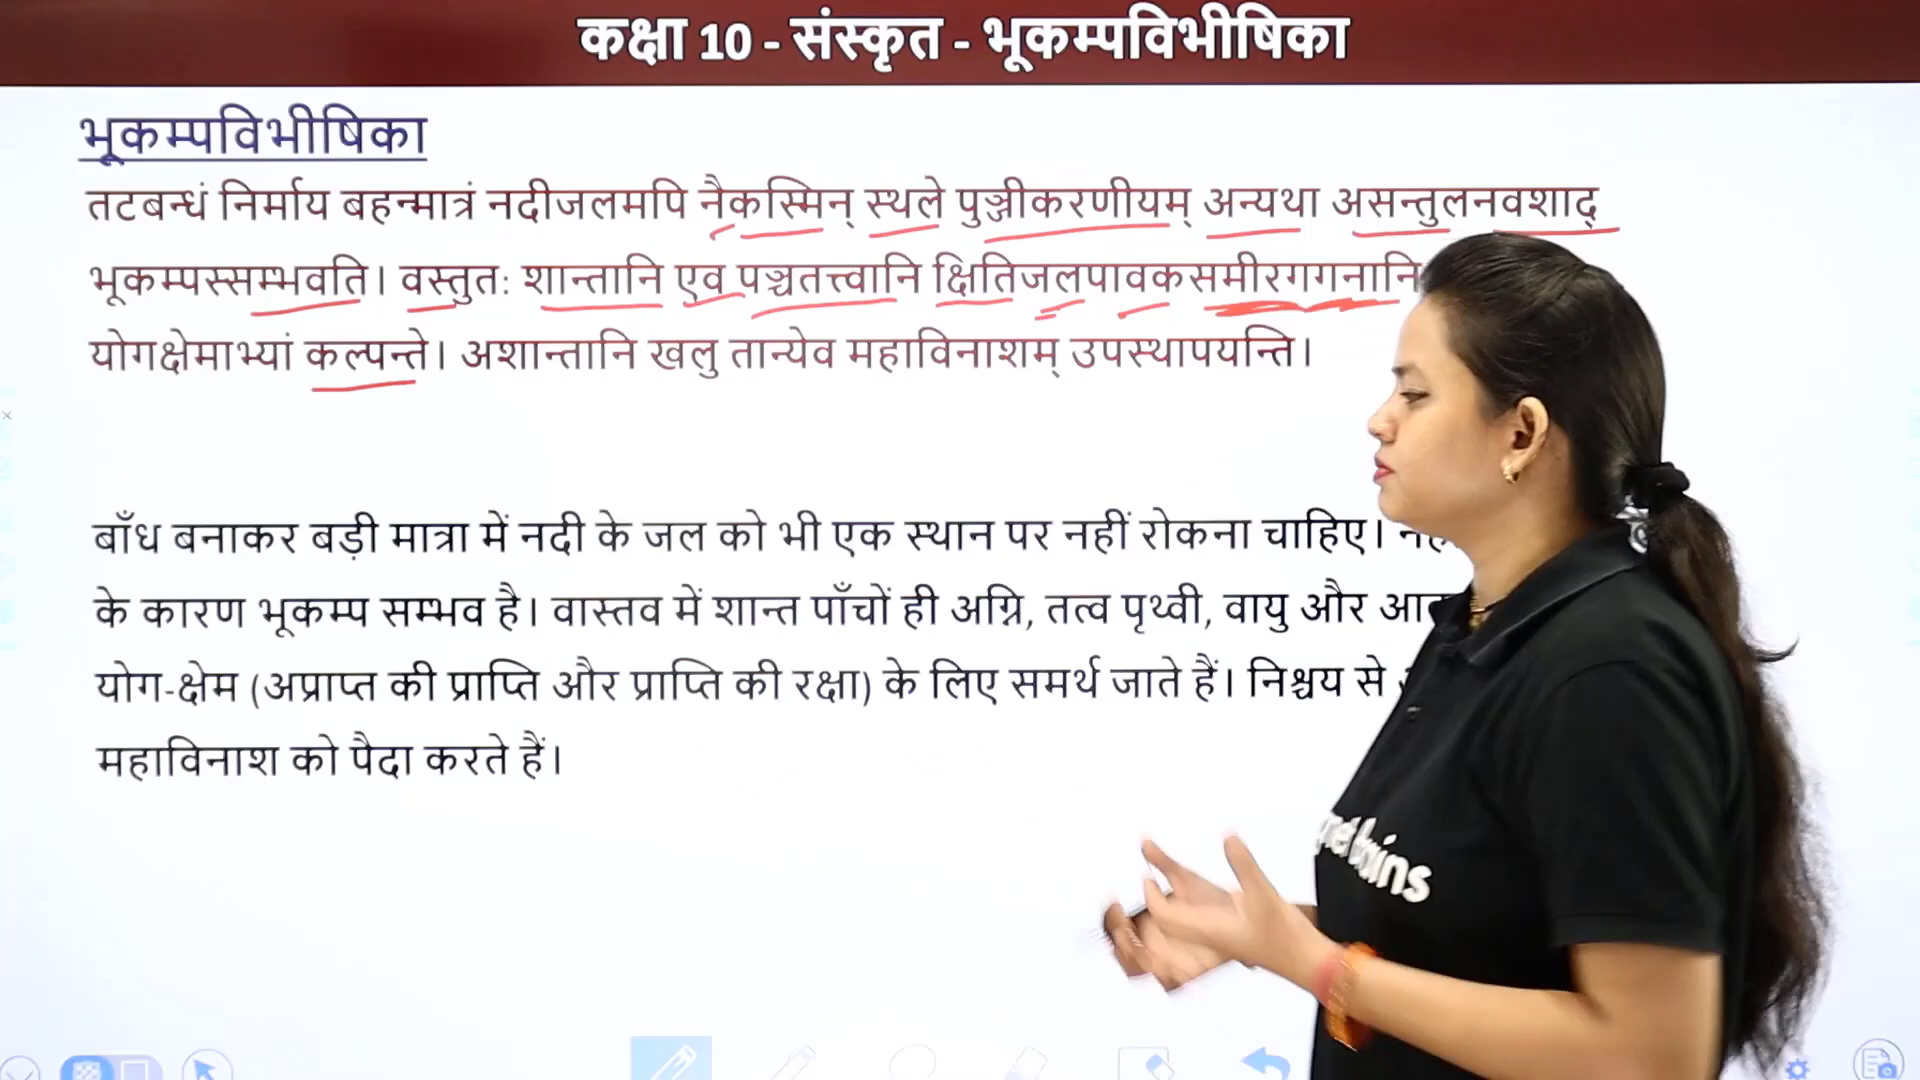 कक्षा 10 - संस्कृत - भूकम्पविभीषिका
भूकम्पविभीषिका
तटबन्धं निर्माय बहन्मात्रं नदीजलमपि नैकस्मिन् स्थले पुञ्जीकरणीयम् अन्यथा असन्तुलनवशाद्
भूकम्पस्सम्भवति। वस्तुतः शान्तानि एव पञ्चतत्त्वानि क्षितिजलपावकसमीरगगनानि
योगक्षेमाभ्यां कल्पन्ते। अशान्तानि खलु तान्येव महाविनाशम् उपस्थापयन्ति।
बाँध बनाकर बड़ी मात्रा में नदी के जल को भी एक स्थान पर नहीं रोकना चाहिए।
के कारण भूकम्प सम्भव है। वास्तव में शान्त पाँचों ही अग्नि, तत्व पृथ्वी, वायु और
योग-क्षेम (अप्राप्त की प्राप्ति और प्राप्ति की रक्षा) के लिए समर्थ जाते हैं। निश्चय से
महाविनाश को पैदा करते हैं।